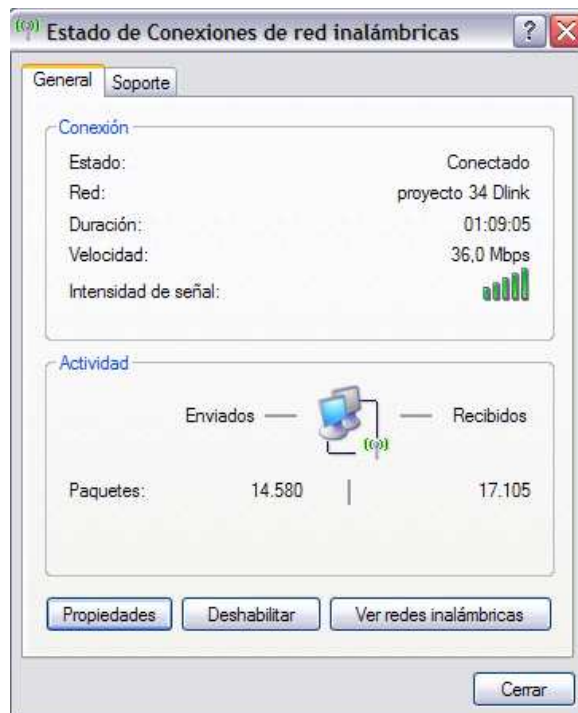 Estado de Conexiones de red inalámbricas
General Soporte
Conexión
Estado: Conectado
Red: proyecto 34 Dlink
Duración: 01:09:05
Velocidad: 36,0 Mbps
Intensidad de señal:
Actividad
Enviados Recibidos
Paquetes: 14.580 17.105
Propiedades Deshabilitar Ver redes inalámbricas
Cerrar